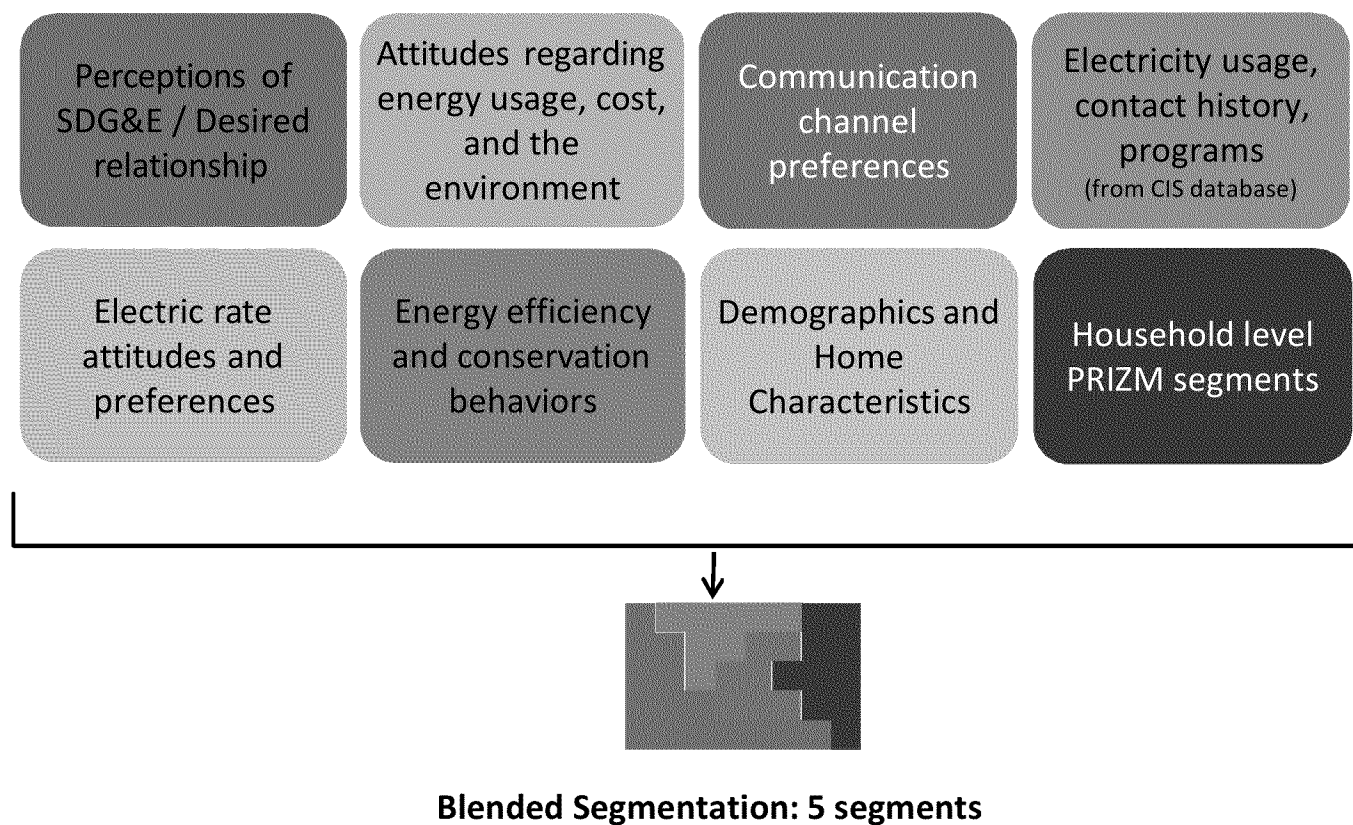 Perceptions of
SDG&E / Desired
relationship
Attitudes regarding
energy usage, cost,
and the
environment
Communication
channel
preferences
Electricity usage,
contact history,
programs
(from CIS database)
Electric rate
attitudes and
preferences
Energy efficiency
and conservation
behaviors
Demographics and
Home
Characteristics
Household level
PRIZM segments
Blended Segmentation: 5 segments